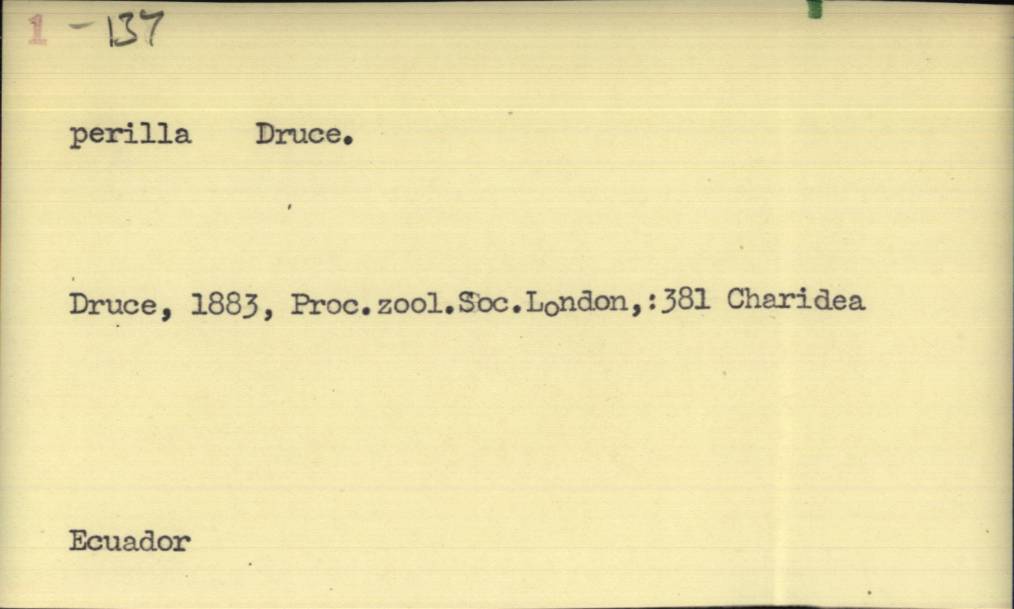 1 - 137
perilla Druce.
Druce, 1883, Proc.zool.Soc.London,:381 Charidea
Ecuador